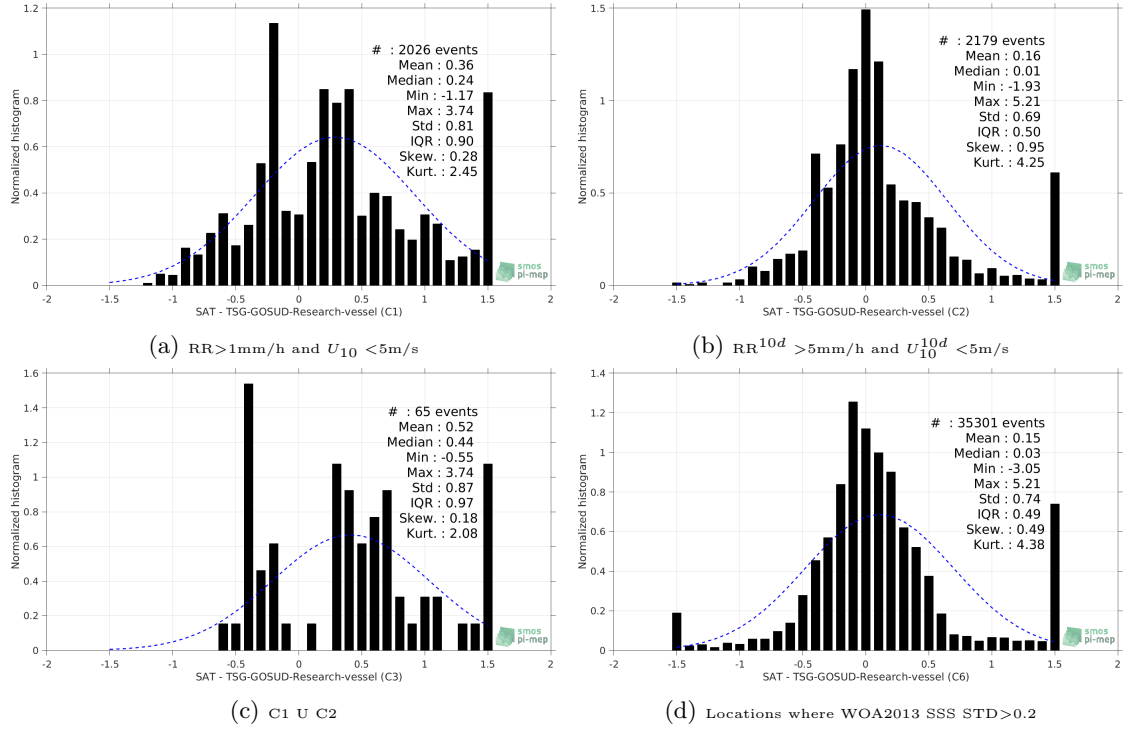 1.2
1
0.8
0.6
0.4
0.2
0
Normalized histogram
# : 2026 events
Mean : 0.36
Median : 0.24
Min : -1.17
Max : 3.74
Std : 0.81
IQR : 0.90
Skew. : 0.28
Kurt. : 2.45
smos
pi-mep
-2 -1.5 -1 -0.5 0 0.5 1 1.5 2
SAT - TSG-GOSUD-Research-vessel (C1)
(a) RR>1mm/h and U10 <5m/s
1.5
1
0.5
0
Normalized histogram
# : 2179 events
Mean : 0.16
Median : 0.01
Min : -1.93
Max : 5.21
Std : 0.69
IQR : 0.50
Skew. : 0.95
Kurt. : 4.25
smos
pi-mep
-2 -1.5 -1 -0.5 0 0.5 1 1.5 2
SAT - TSG-GOSUD-Research-vessel (C2)
(b) RR^10d >5mm/h and U10^10d <5m/s
1.6
1.4
1.2
1
0.8
0.6
0.4
0.2
0
Normalized histogram
# : 65 events
Mean : 0.52
Median : 0.44
Min : -0.55
Max : 3.74
Std : 0.87
IQR : 0.97
Skew. : 0.18
Kurt. : 2.08
smos
pi-mep
-2 -1.5 -1 -0.5 0 0.5 1 1.5 2
SAT - TSG-GOSUD-Research-vessel (C3)
(c) C1 U C2
1.4
1.2
1
0.8
0.6
0.4
0.2
0
Normalized histogram
# : 35301 events
Mean : 0.15
Median : 0.03
Min : -3.05
Max : 5.21
Std : 0.74
IQR : 0.49
Skew. : 0.49
Kurt. : 4.38
smos
pi-mep
-2 -1.5 -1 -0.5 0 0.5 1 1.5 2
SAT - TSG-GOSUD-Research-vessel (C6)
(d) Locations where WOA2013 SSS STD>0.2